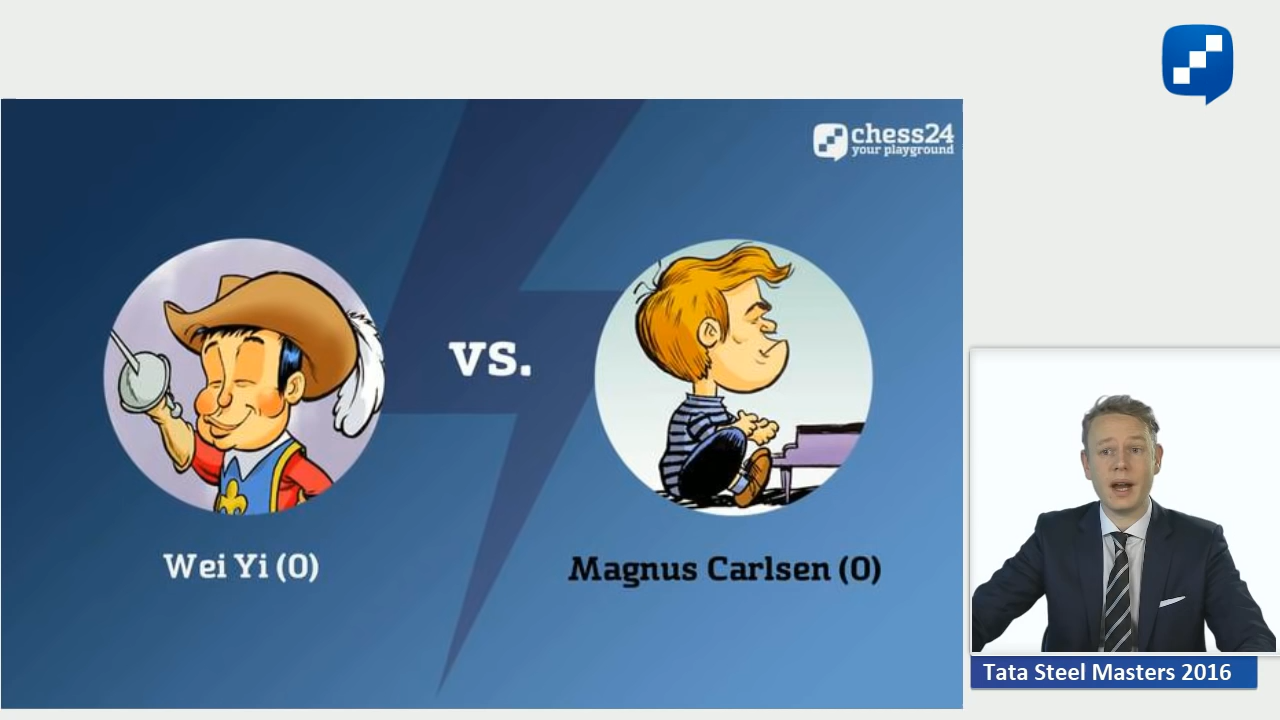 chess24
your playground
vs.
Wei Yi (0)
Magnus Carlsen (0)
Tata Steel Masters 2016